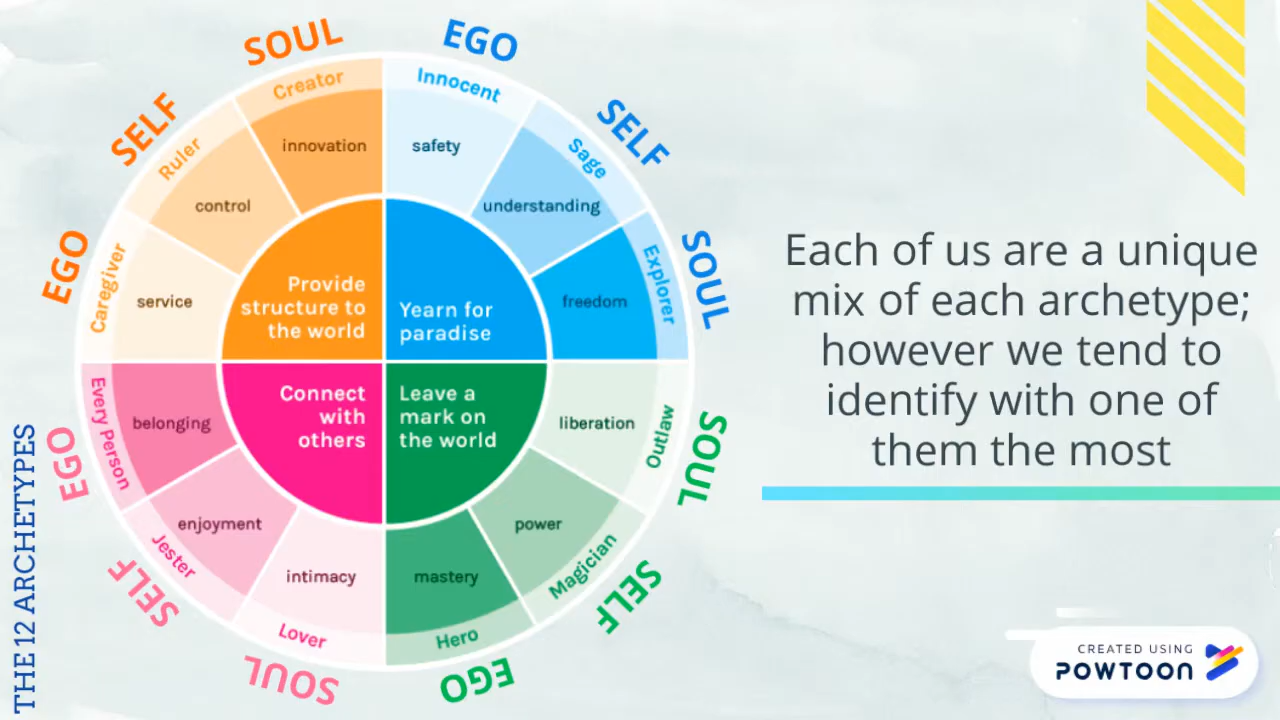 THE 12 ARCHETYPES
SOUL
EGO
SELF
SELF
SOUL
EGO
SOUL
EGO
SELF
SELF
SOUL
EGO
Creator
innovation
Innocent
safety
Sage
understanding
Explorer
freedom
Outlaw
liberation
Magician
power
Hero
mastery
Lover
intimacy
Jester
enjoyment
Every Person
belonging
Caregiver
service
Ruler
control
Provide
structure to
the world
Yearn for
paradise
Connect
with
others
Leave a
mark on
the world
Each of us are a unique
mix of each archetype;
however we tend to
identify with one of
them the most
CREATED USING
POWTOON